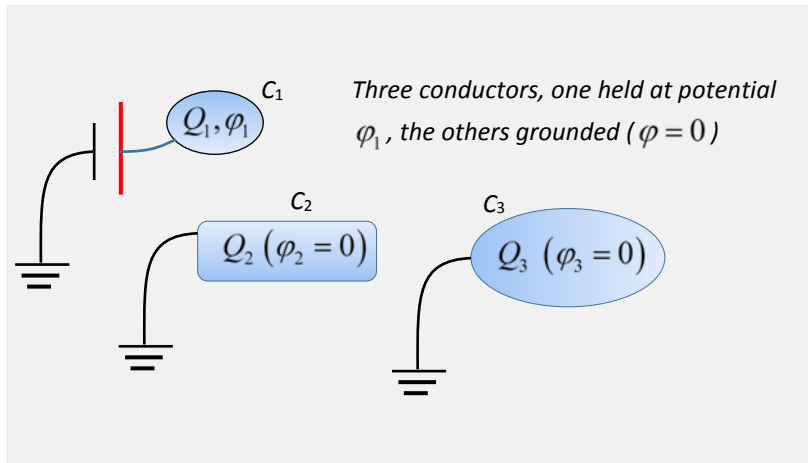 C₁
Q₁, φ₁
Three conductors, one held at potential
φ₁, the others grounded (φ = 0)
C₂
Q₂ (φ₂ = 0)
C₃
Q₃ (φ₃ = 0)